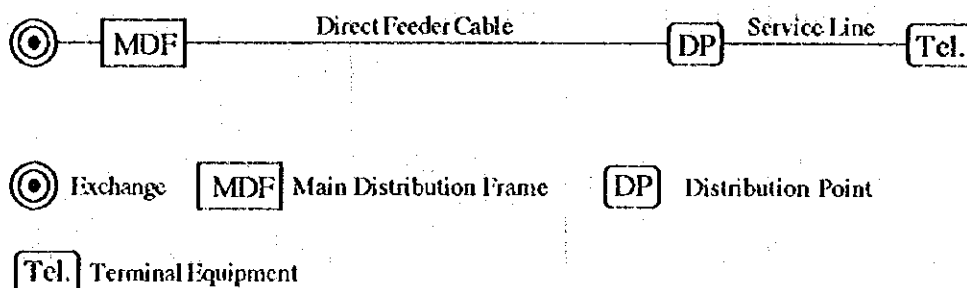 Direct Feeder Cable
Service Line
MDF
DP
Tel.
Exchange
MDF Main Distribution Frame
DP Distribution Point
Tel. Terminal Equipment